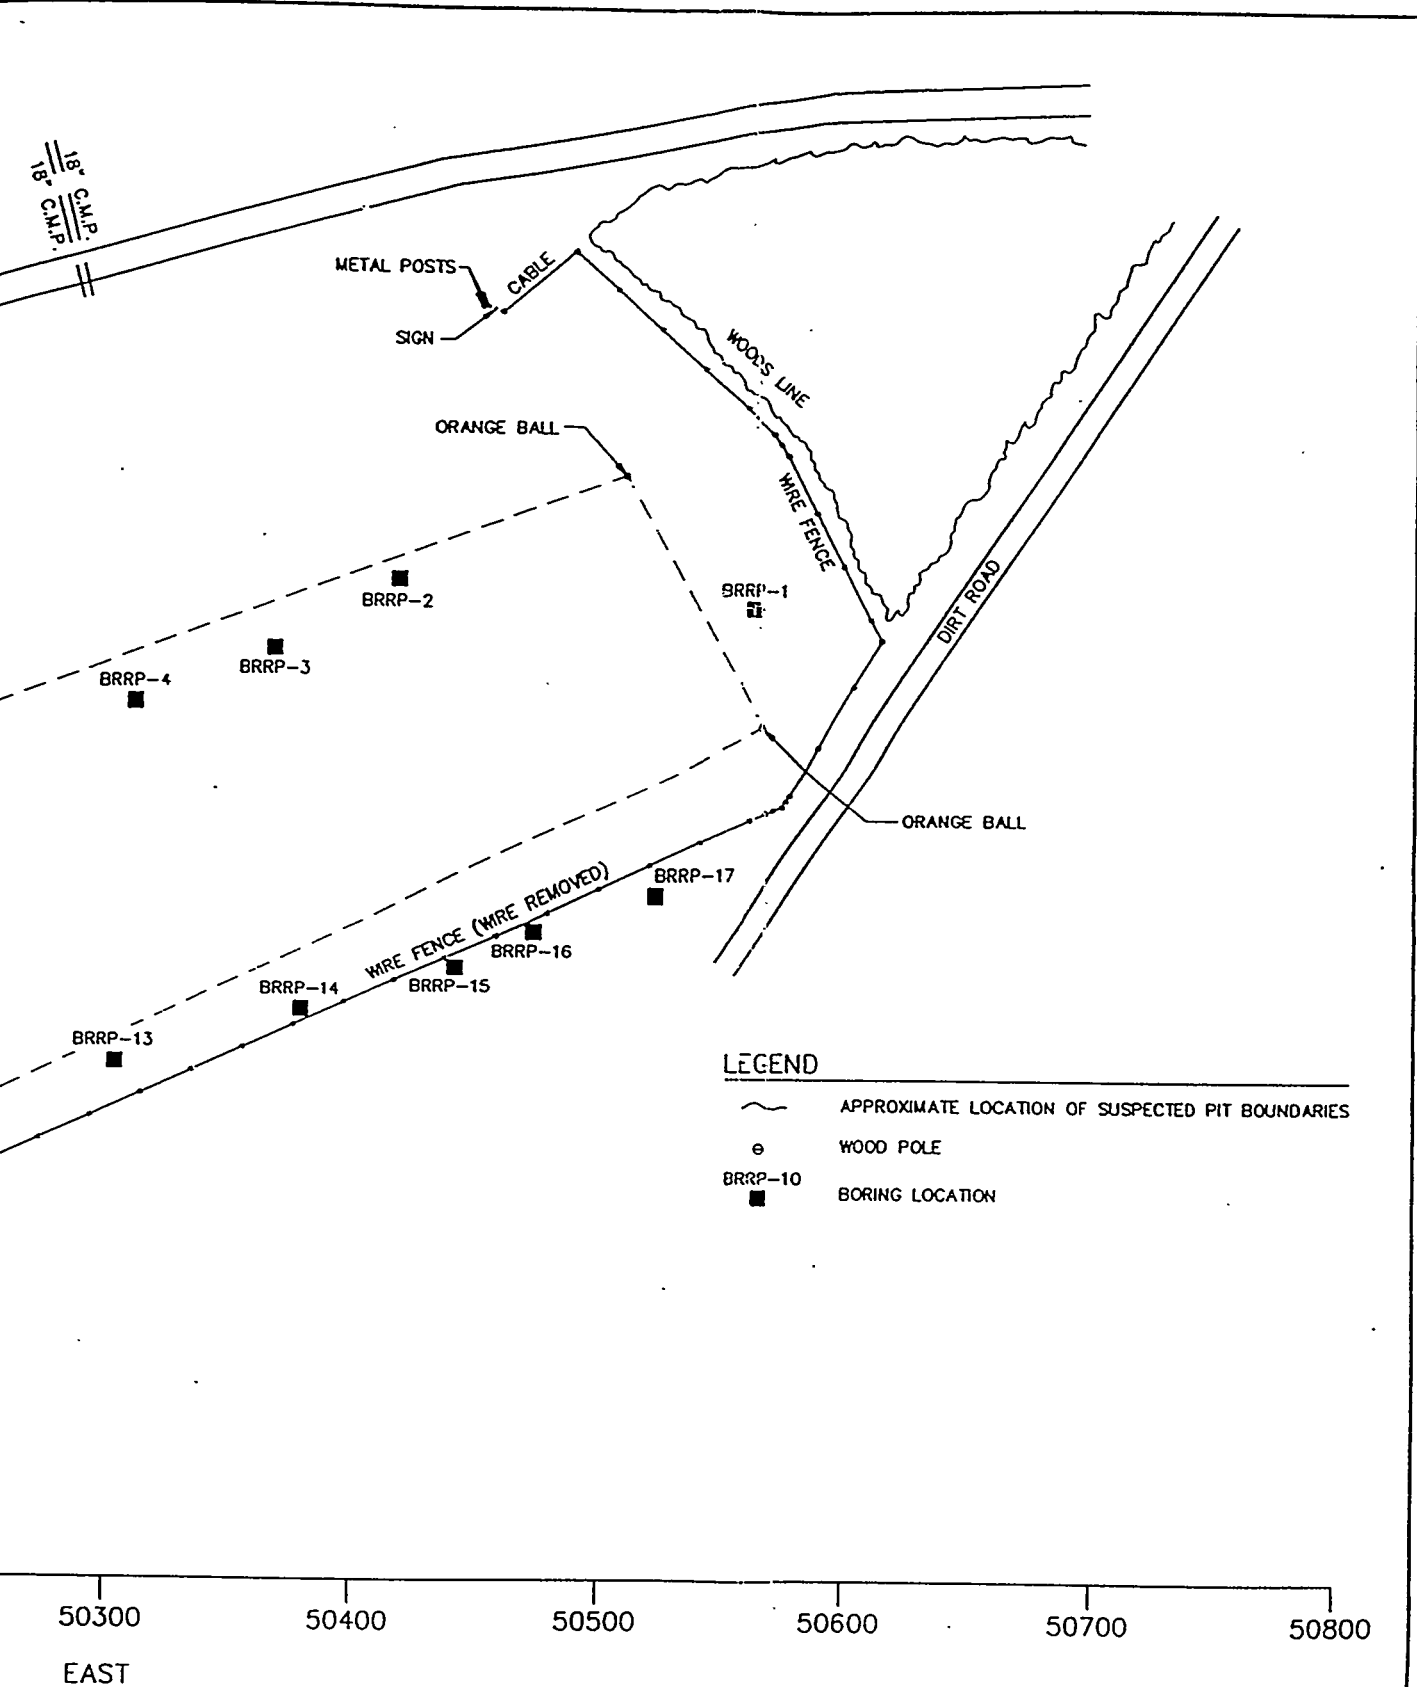 18" C.M.P.
18" C.M.P.
METAL POSTS
CABLE
SIGN
WOODS LINE
ORANGE BALL
WIRE FENCE
BRRP-1
BRRP-2
DIRT ROAD
BRRP-3
BRRP-4
ORANGE BALL
WIRE FENCE (WIRE REMOVED)
BRRP-17
BRRP-16
BRRP-15
BRRP-14
BRRP-13
LEGEND
APPROXIMATE LOCATION OF SUSPECTED PIT BOUNDARIES
WOOD POLE
BRRP-10
BORING LOCATION
50300 50400 50500 50600 50700 50800
EAST